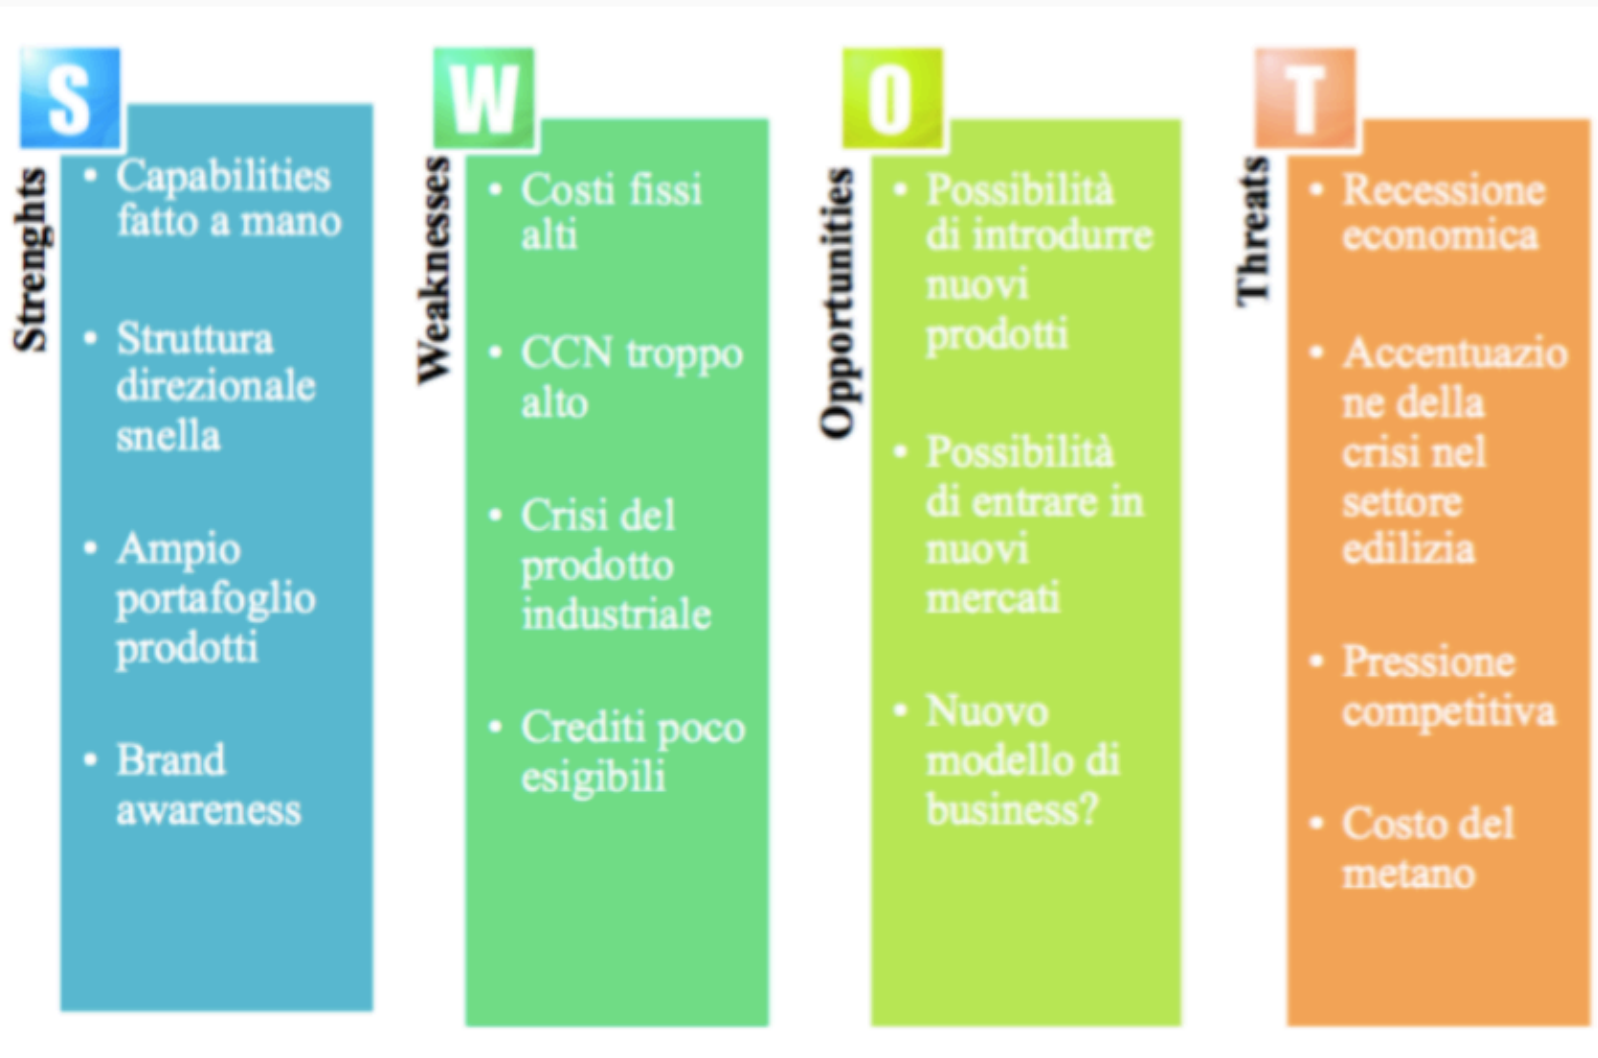 S
Strenghts
• Capabilities
fatto a mano
• Struttura
direzionale
snella
• Ampio
portafoglio
prodotti
• Brand
awareness
W
Weaknesses
• Costi fissi
alti
• CCN troppo
alto
• Crisi del
prodotto
industriale
• Crediti poco
esigibili
O
Opportunities
• Possibilità
di introdurre
nuovi
prodotti
• Possibilità
di entrare in
nuovi
mercati
• Nuovo
modello di
business?
T
Threats
• Recessione
economica
• Accentuazio
ne della
crisi nel
settore
edilizia
• Pressione
competitiva
• Costo del
metano